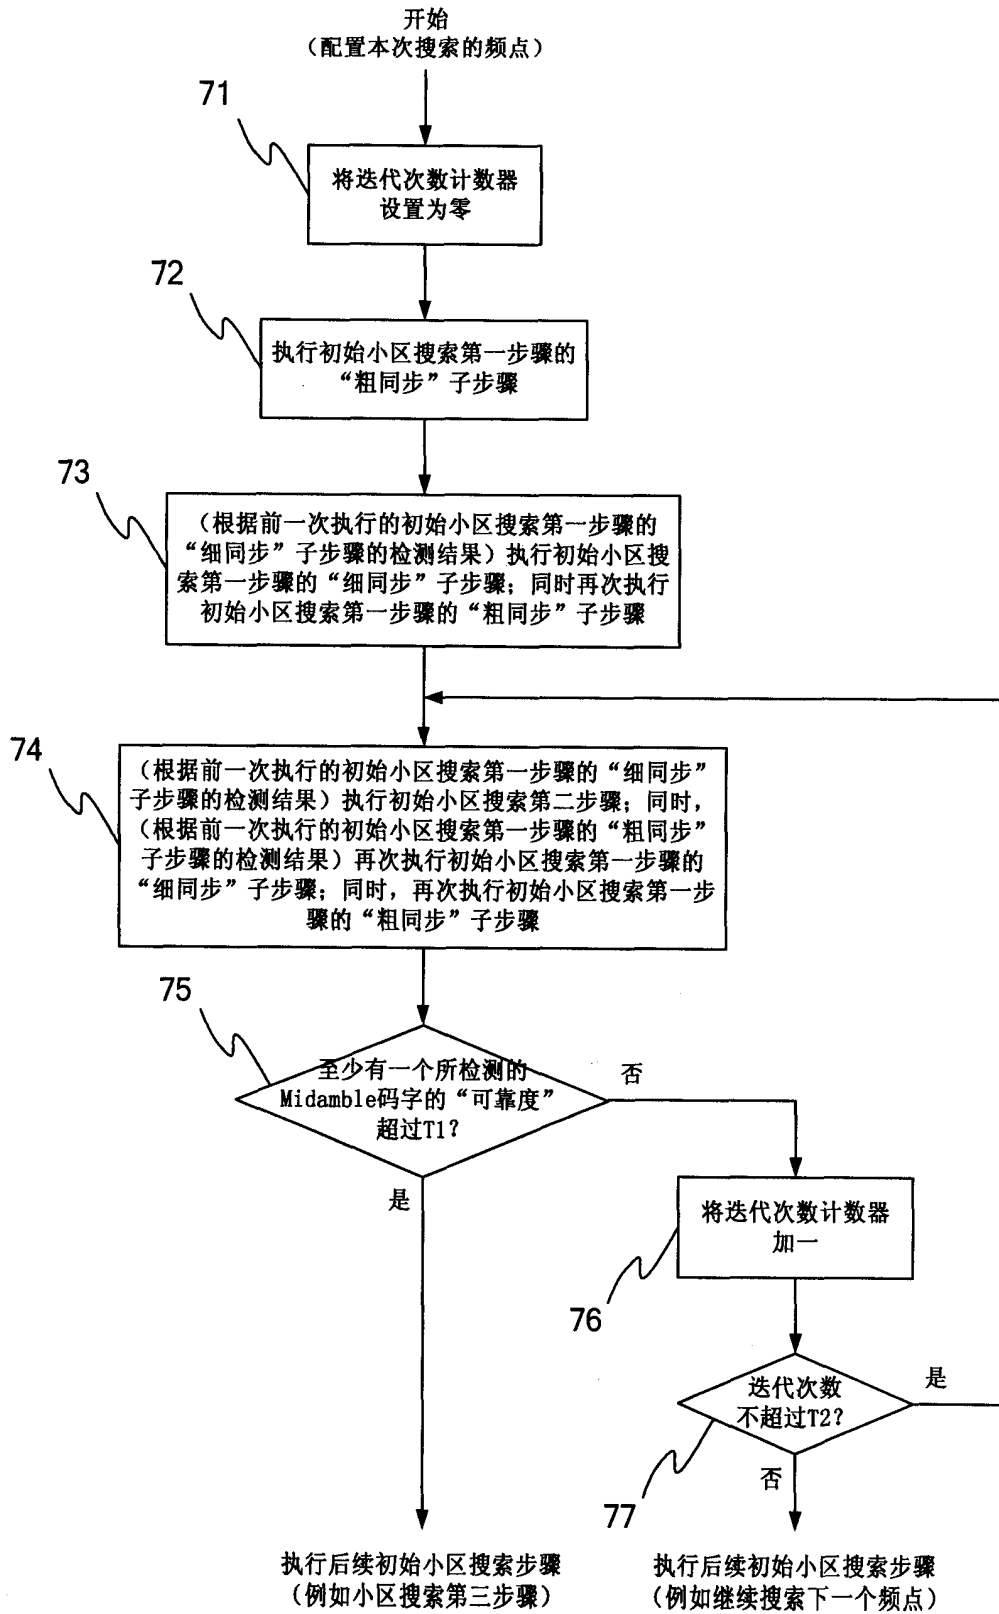 开始
（配置本次搜索的频点）
71
将迭代次数计数器
设置为零
72
执行初始小区搜索第一步骤的
“粗同步”子步骤
73
（根据前一次执行的初始小区搜索第一步骤的
“细同步”子步骤的检测结果）执行初始小区搜
索第一步骤的“细同步”子步骤；同时再次执行
初始小区搜索第一步骤的“粗同步”子步骤
74
（根据前一次执行的初始小区搜索第一步骤的“细同步”
子步骤的检测结果）执行初始小区搜索第二步骤；同时，
（根据前一次执行的初始小区搜索第一步骤的“粗同步”
子步骤的检测结果）再次执行初始小区搜索第一步骤的
“细同步”子步骤；同时，再次执行初始小区搜索第一步
骤的“粗同步”子步骤
75
至少有一个所检测的
Midamble码字的“可靠度”
超过T1？
否
是
将迭代次数计数器
加一
76
迭代次数
不超过T2？
是
77
否
执行后续初始小区搜索步骤
（例如小区搜索第三步骤）
执行后续初始小区搜索步骤
（例如继续搜索下一个频点）